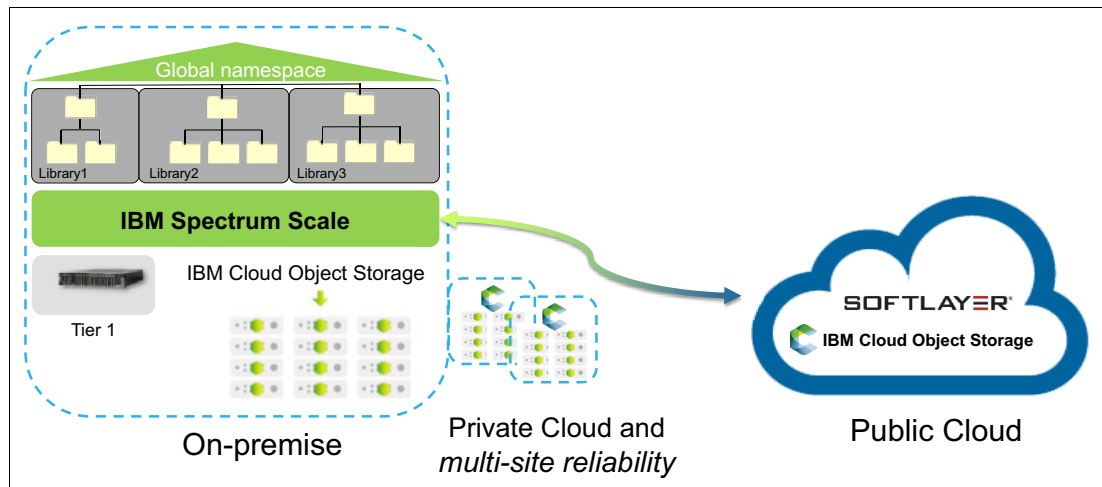 Global namespace
Library1
Library2
Library3
IBM Spectrum Scale
IBM Cloud Object Storage
Tier 1
On-premise
Private Cloud and
multi-site reliability
SOFTLAYER®
IBM Cloud Object Storage
Public Cloud